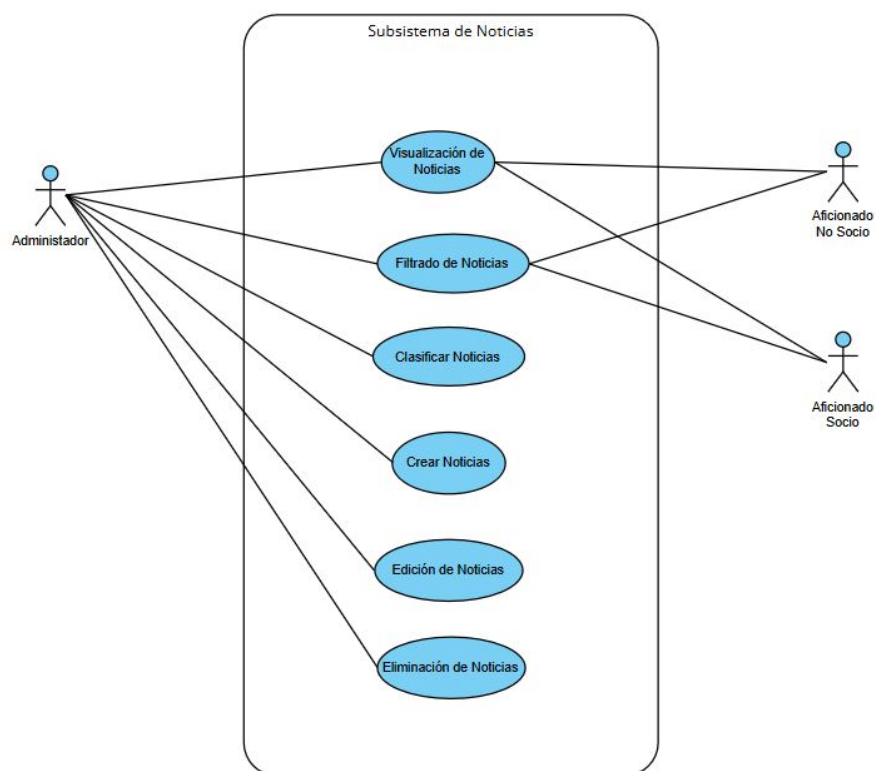 Subsistema de Noticias
Visualización de
Noticias
Administador
Aficionado
No Socio
Filtrado de Noticias
Clasificar Noticias
Aficionado
Socio
Crear Noticias
Edición de Noticias
Eliminación de Noticias